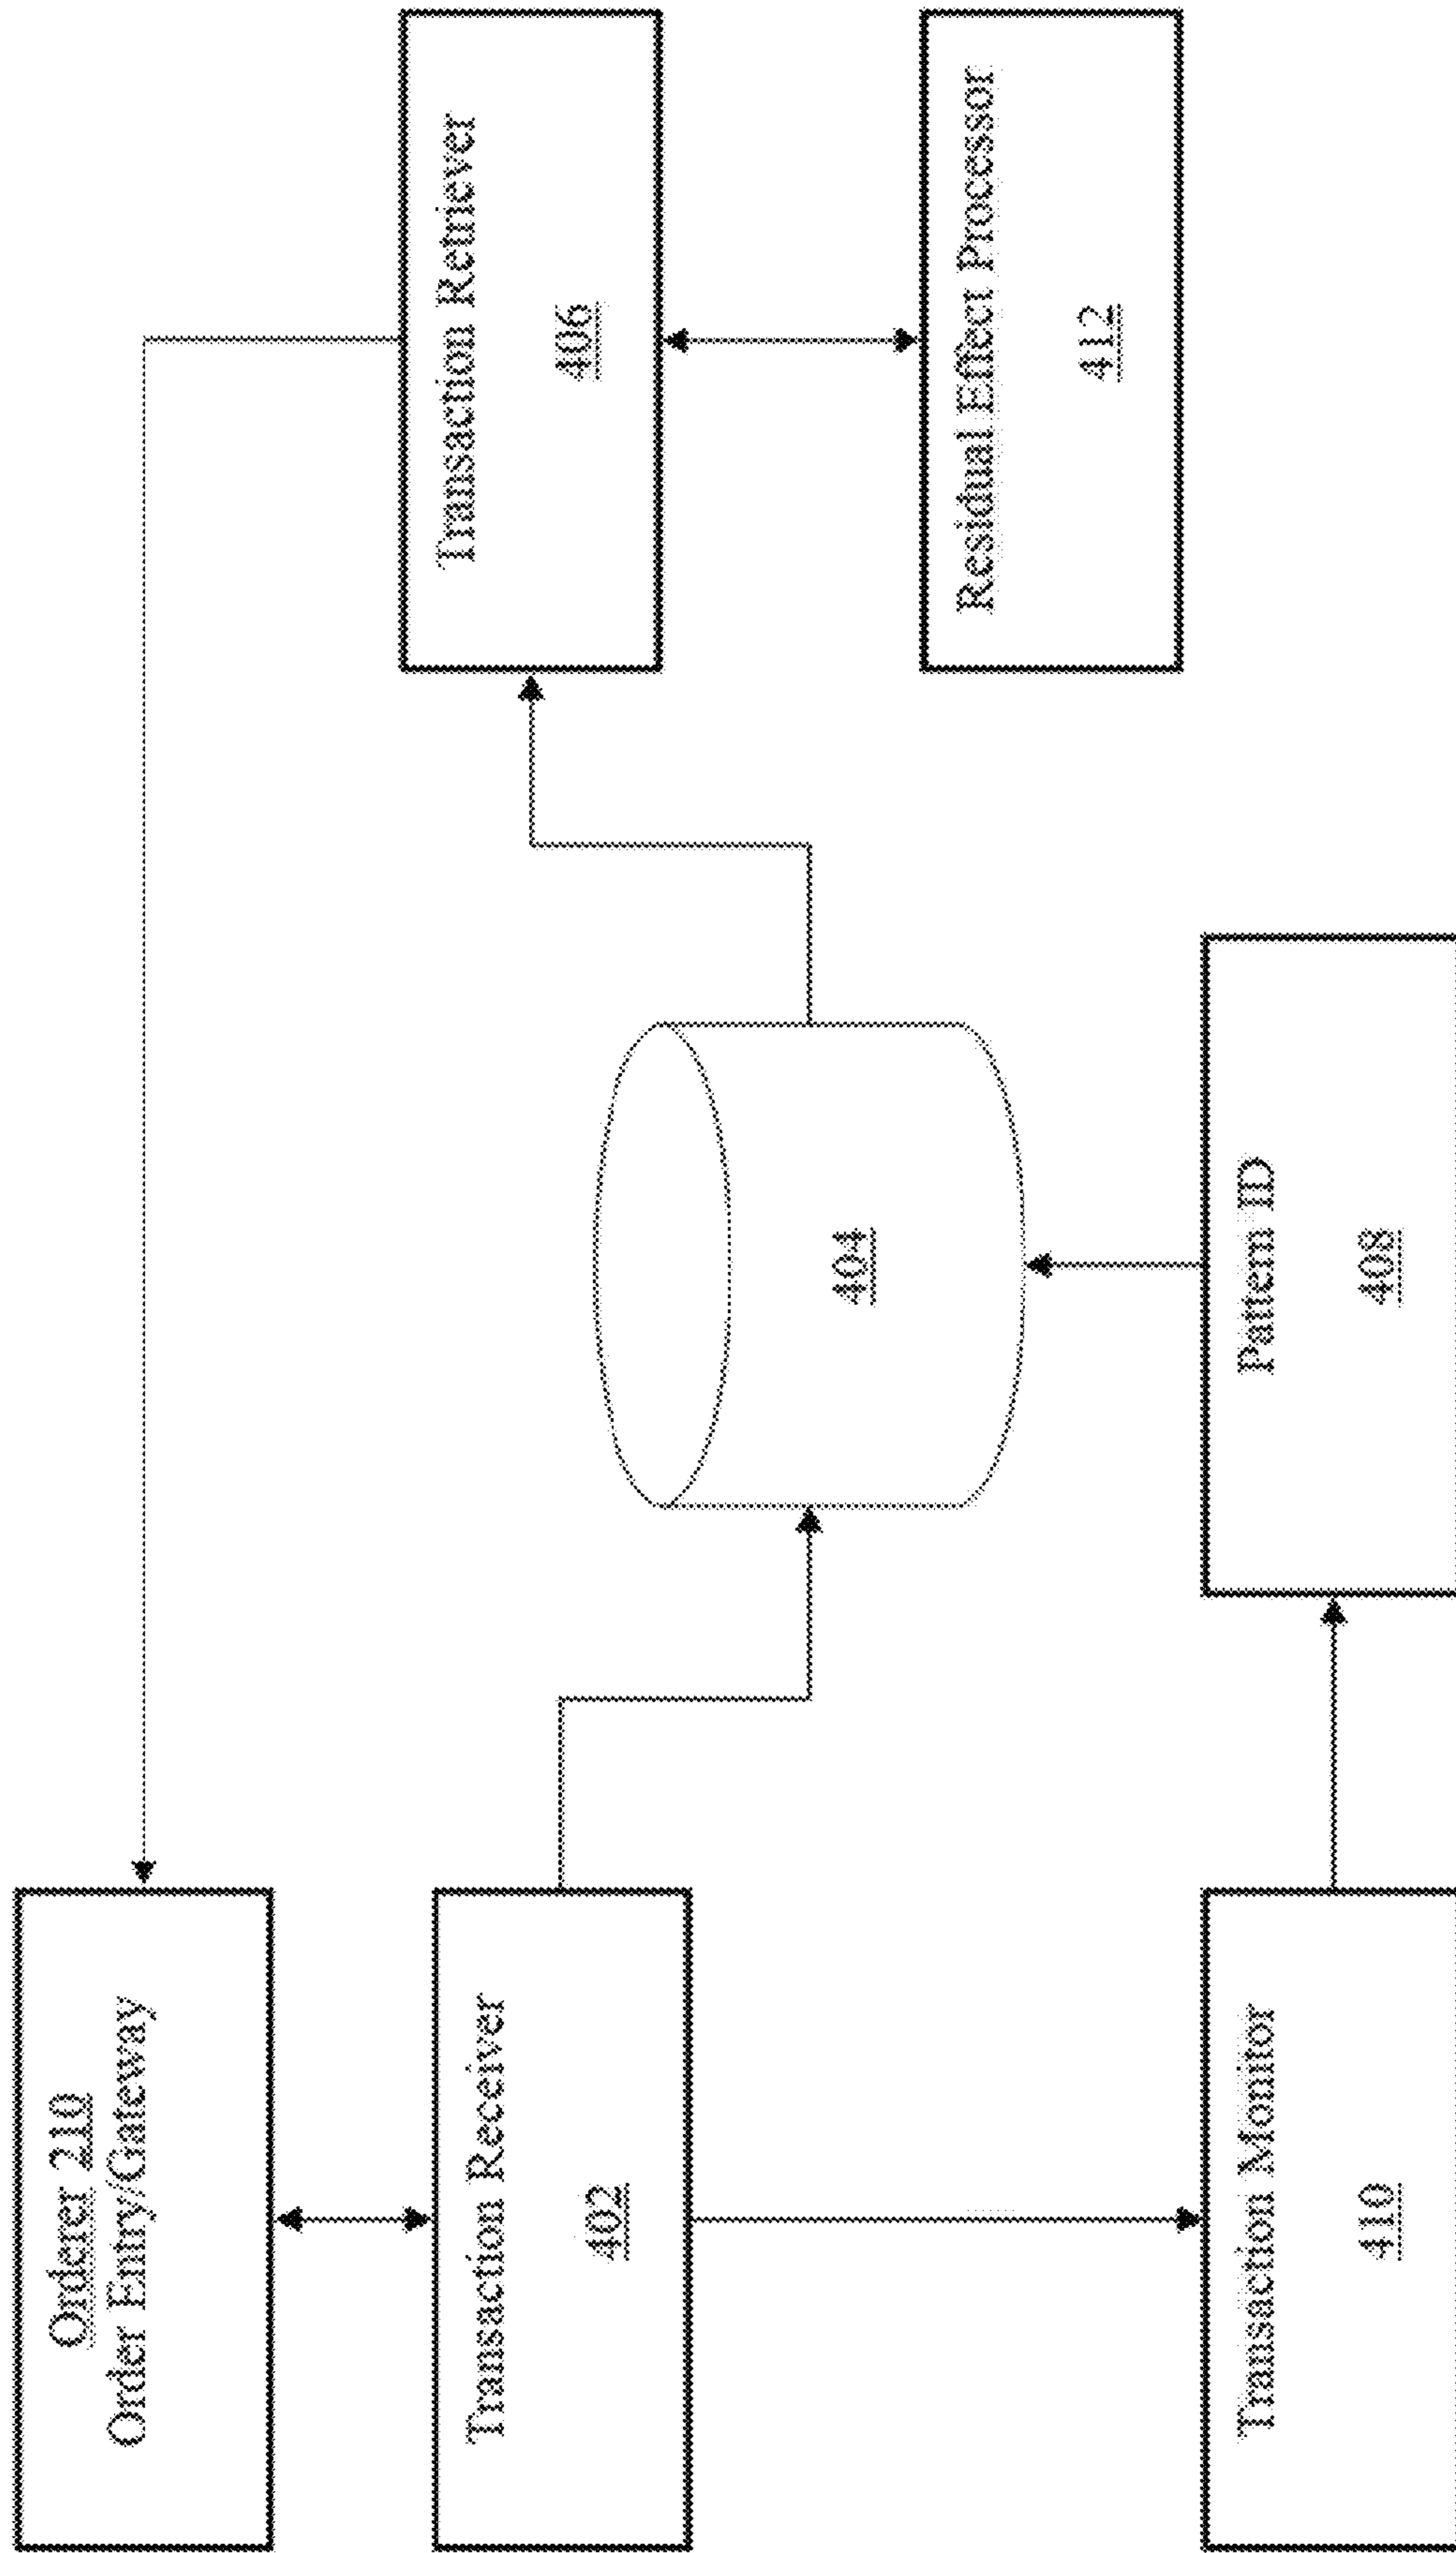 Orderer 210
Order Entry/Gateway
Transaction Receiver
402
Transaction Monitor
410
404
Pattern ID
408
Transaction Retriever
406
Residual Effect Processor
412